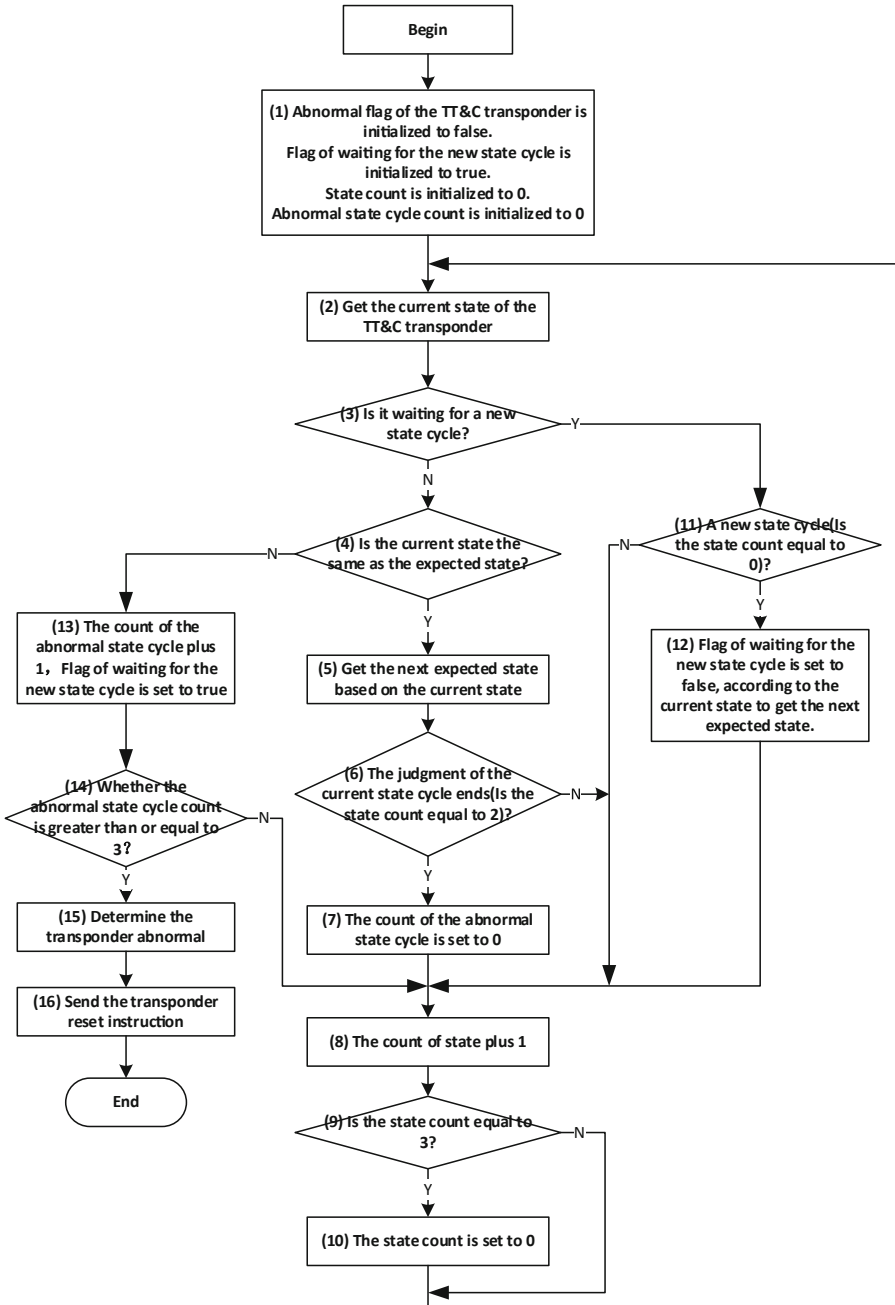 Begin
(1) Abnormal flag of the TT&C transponder is
initialized to false.
Flag of waiting for the new state cycle is
initialized to true.
State count is initialized to 0.
Abnormal state cycle count is initialized to 0
(2) Get the current state of the
TT&C transponder
(3) Is it waiting for a new
state cycle?
Y
N
(4) Is the current state the
same as the expected state?
N
Y
(11) A new state cycle(Is
the state count equal to
0)?
N
Y
(13) The count of the
abnormal state cycle plus
1，Flag of waiting for the
new state cycle is set to true
(5) Get the next expected state
based on the current state
(12) Flag of waiting for the
new state cycle is set to
false, according to the
current state to get the next
expected state.
(6) The judgment of the
current state cycle ends(Is
the state count equal to 2)?
N
Y
(14) Whether the
abnormal state cycle count
is greater than or equal to
3？
N
Y
(7) The count of the abnormal
state cycle is set to 0
(15) Determine the
transponder abnormal
(16) Send the transponder
reset instruction
End
(8) The count of state plus 1
(9) Is the state count equal to
3?
N
Y
(10) The state count is set to 0